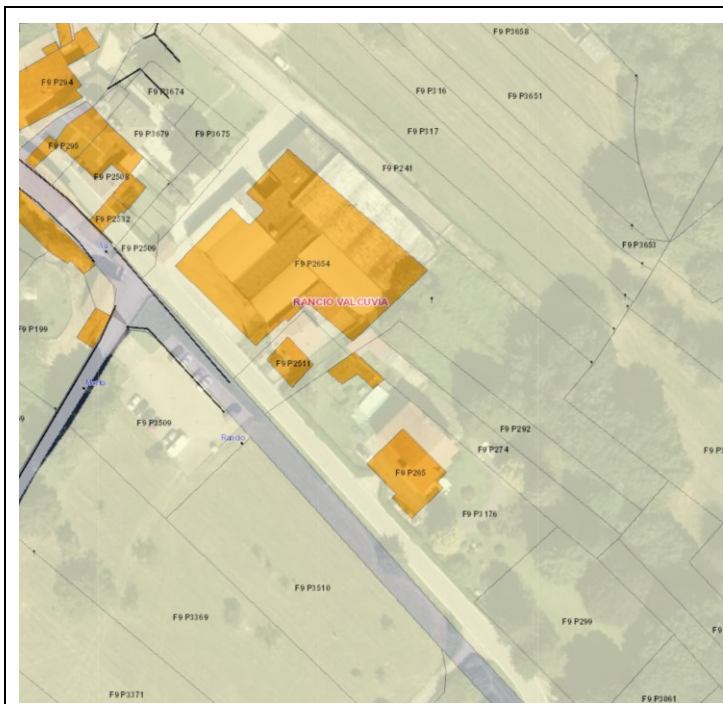 F9 P3658
F9 P294
F9 P3674
F9 P316
F9 P3651
F9 P3679
F9 P3675
F9 P317
F9 P295
F9 P241
F9 P2508
F9 P2512
F9 P2509
F9 P3653
F9 P2654
RANCIO VALCUVIA
F9 P199
F9 P2511
F9 P3509
Rancio
F9 P292
F9 P274
F9 P265
F9 P3176
F9 P3510
F9 P3369
F9 P299
F9 P3371
F9 P3061